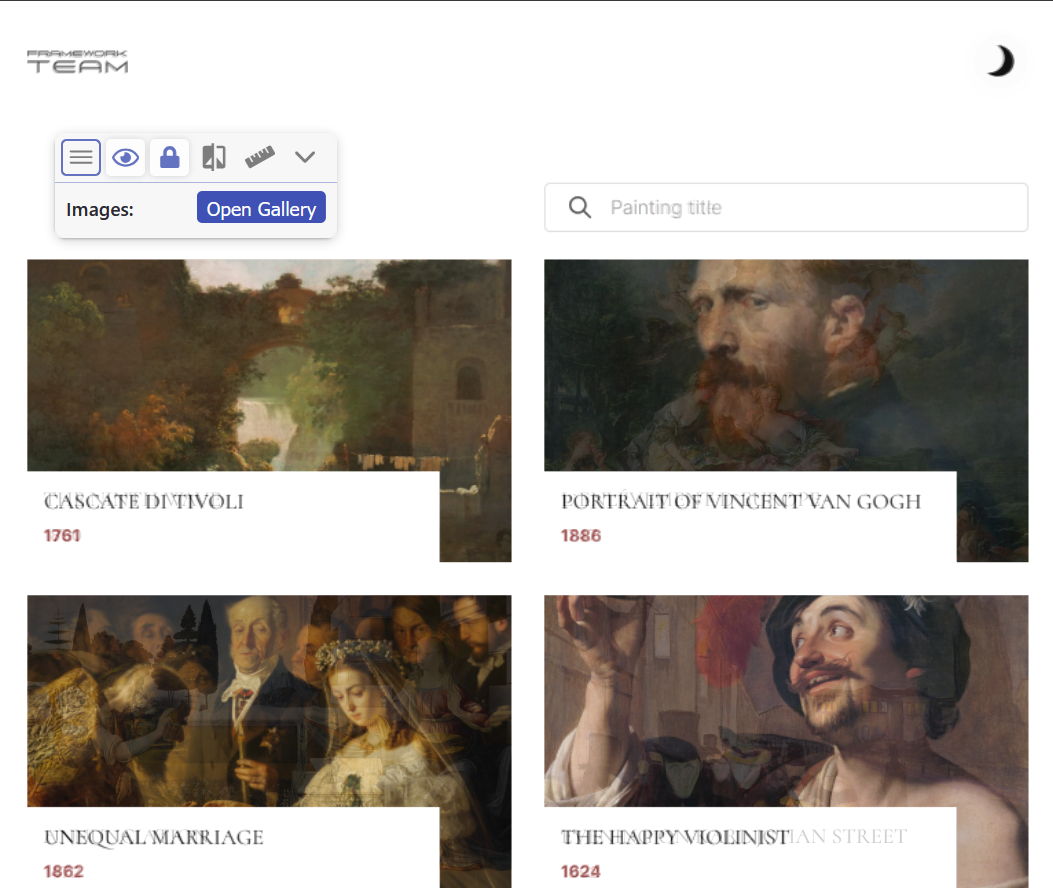 FRAMEWORK
TEAM
Images:
Open Gallery
Painting title
CASCATE DI TIVOLI
1761
PORTRAIT OF VINCENT VAN GOGH
1886
UNEQUAL MARRIAGE
1862
THE HAPPY VIOLINIST
STREET
1624